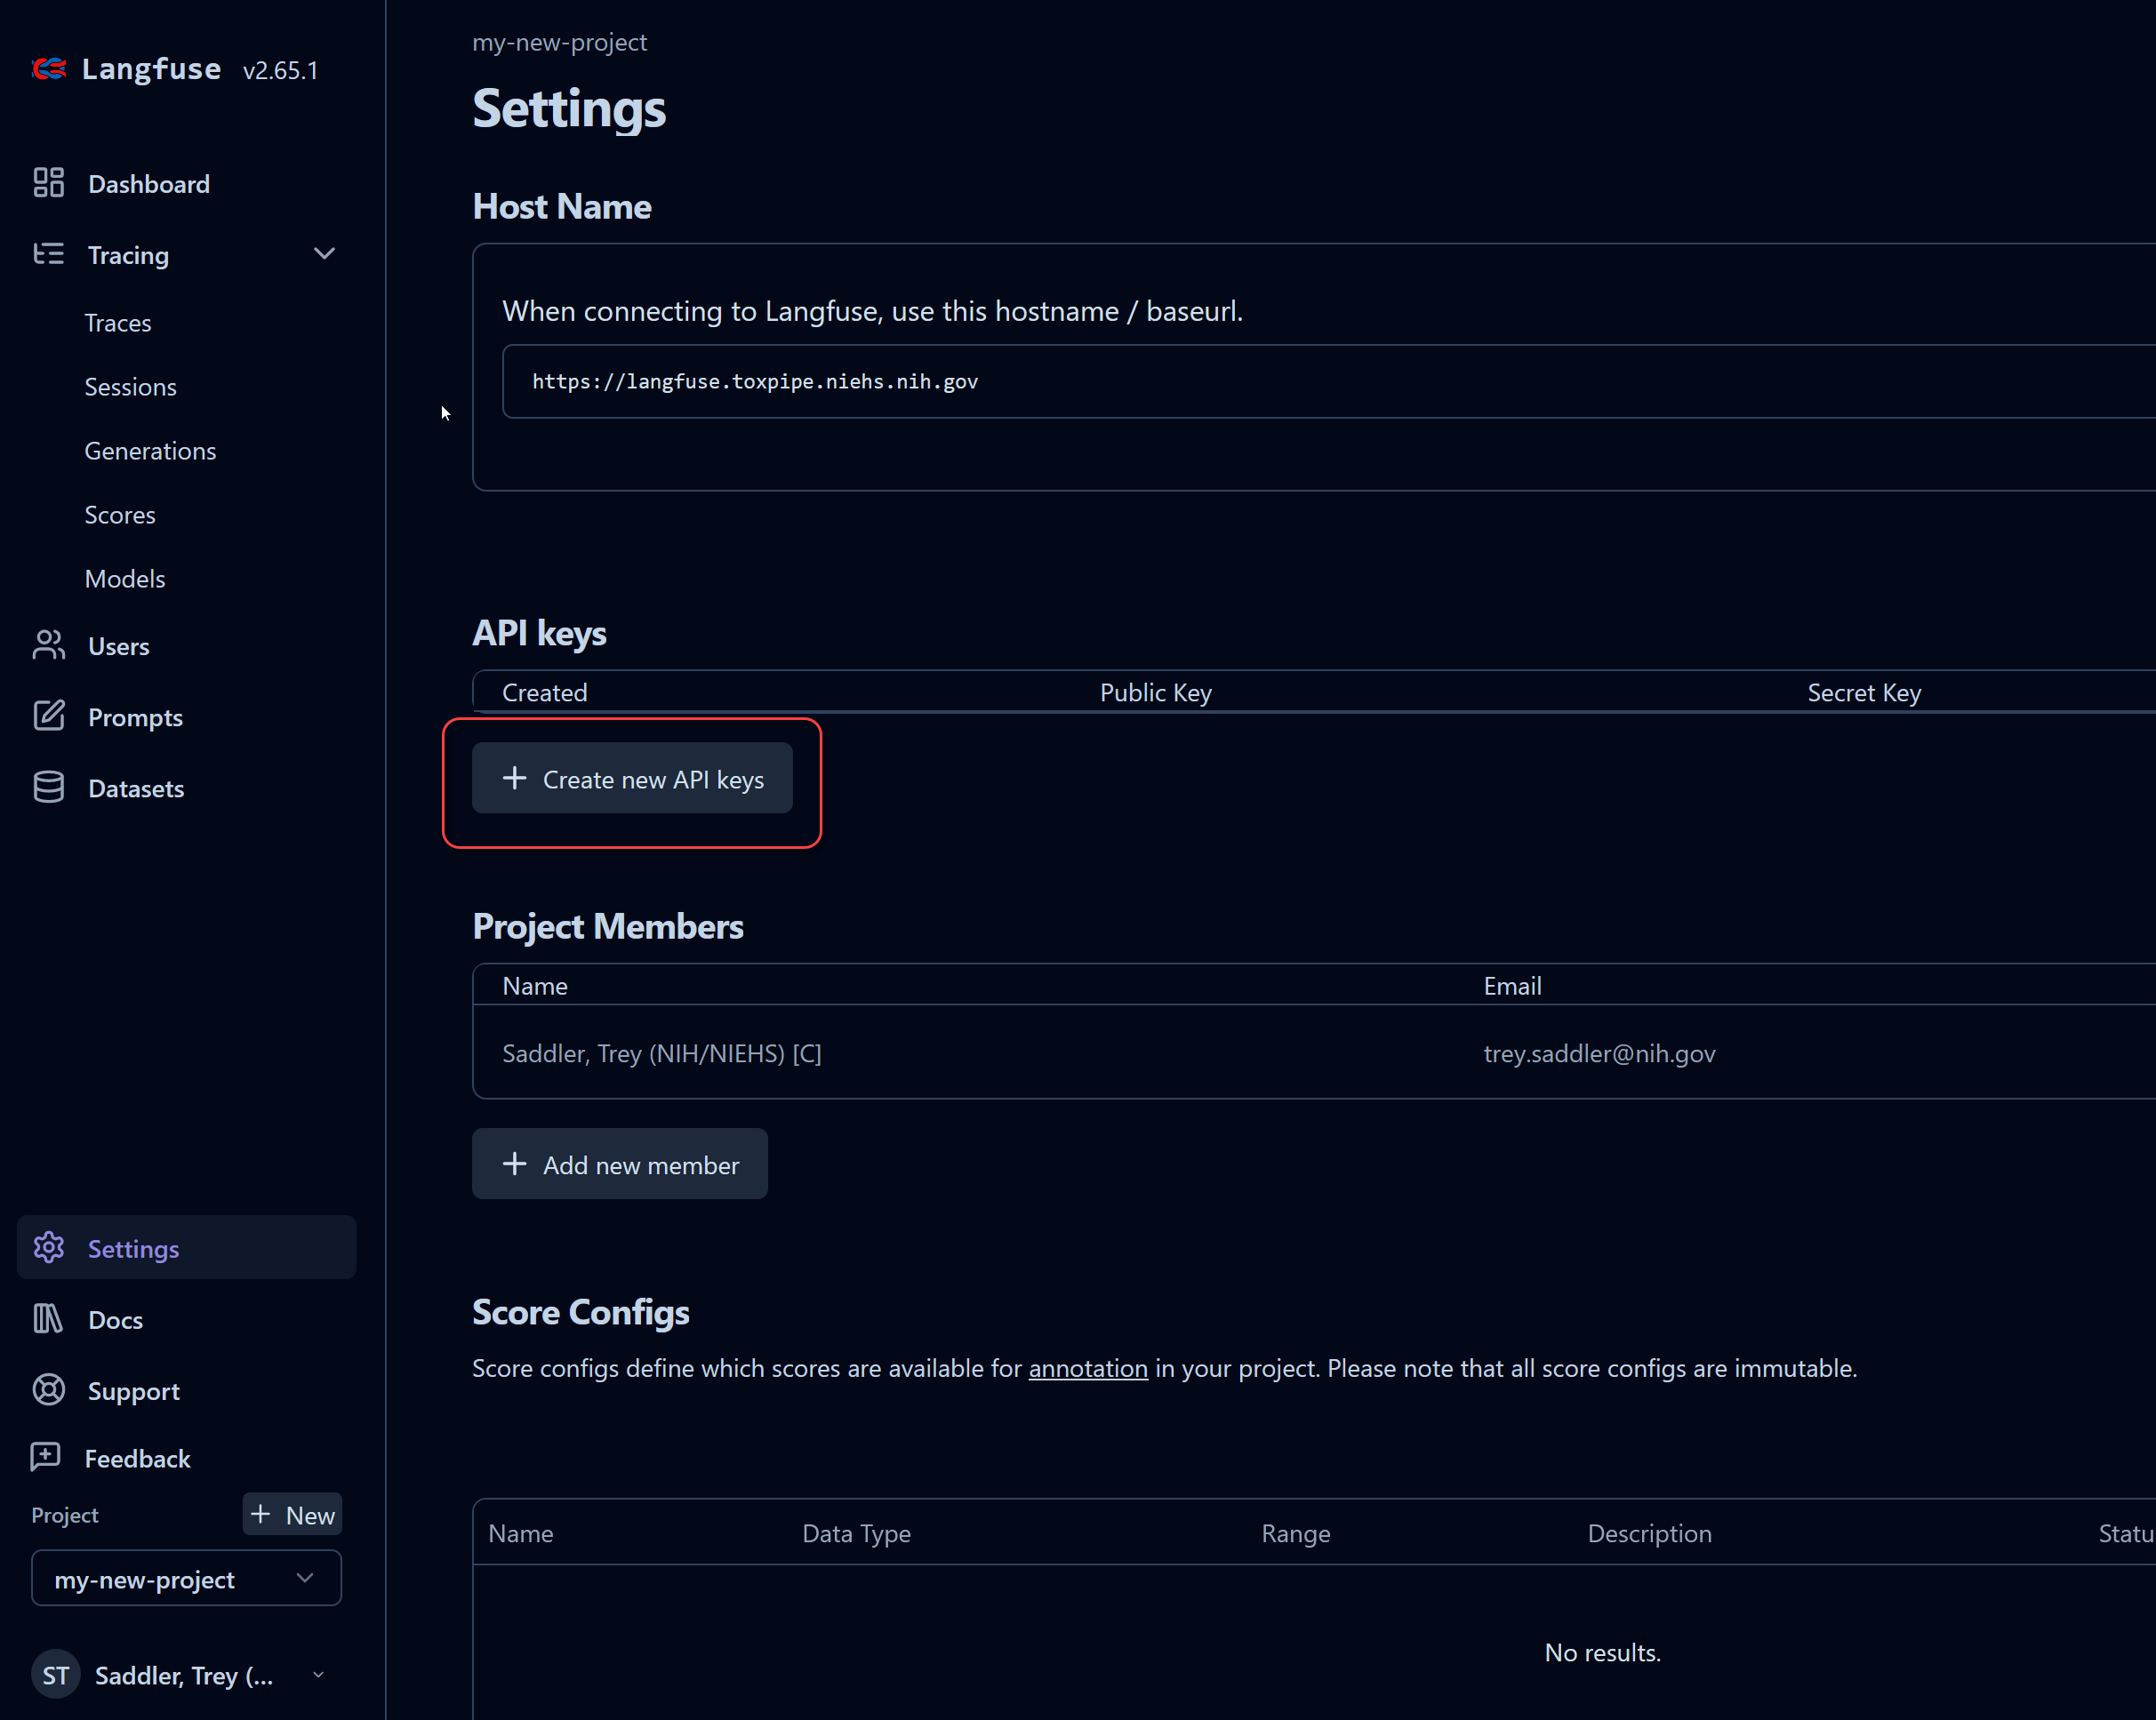 Langfuse v2.65.1
Dashboard
Tracing
Traces
Sessions
Generations
Scores
Models
Users
Prompts
Datasets
Settings
Docs
Support
Feedback
Project + New
my-new-project
ST Saddler, Trey (...
my-new-project
Settings
Host Name
When connecting to Langfuse, use this hostname / baseurl.
https://langfuse.toxpipe.niehs.nih.gov
API keys
Created Public Key Secret Key
+ Create new API keys
Project Members
Name Email
Saddler, Trey (NIH/NIEHS) [C] trey.saddler@nih.gov
+ Add new member
Score Configs
Score configs define which scores are available for annotation in your project. Please note that all score configs are immutable.
Name Data Type Range Description Statu
No results.